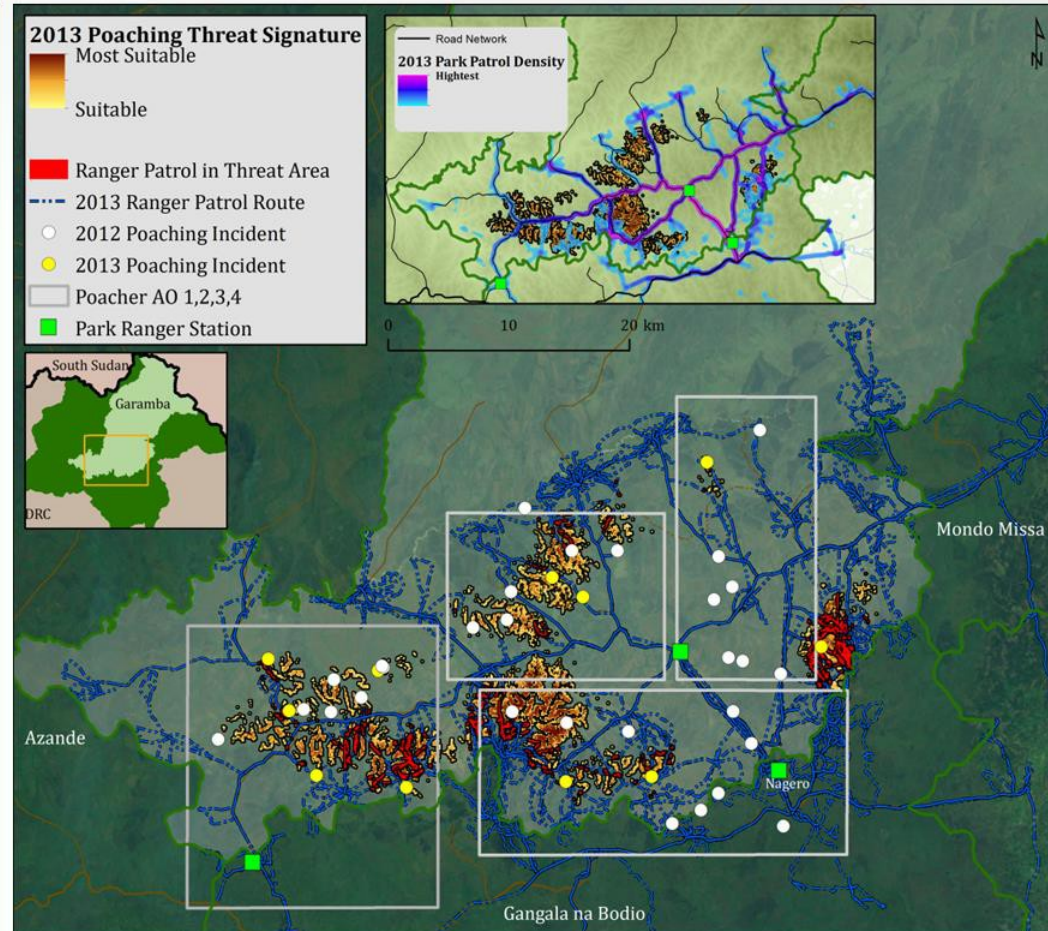 2013 Poaching Threat Signature
Most Suitable
Suitable
Ranger Patrol in Threat Area
2013 Ranger Patrol Route
2012 Poaching Incident
2013 Poaching Incident
Poacher AO 1,2,3,4
Park Ranger Station
Road Network
2013 Park Patrol Density
Hightest
N
0 10 20 km
South Sudan
Garamba
DRC
Mondo Missa
Azande
Nagero
Gangala na Bodio